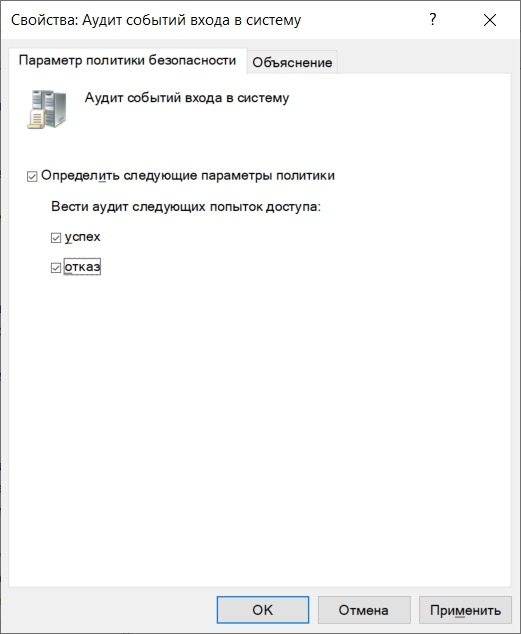 Свойства: Аудит событий входа в систему
?
Параметр политики безопасности
Объяснение
Аудит событий входа в систему
Определить следующие параметры политики
Вести аудит следующих попыток доступа:
успех
отказ
OK
Отмена
Применить